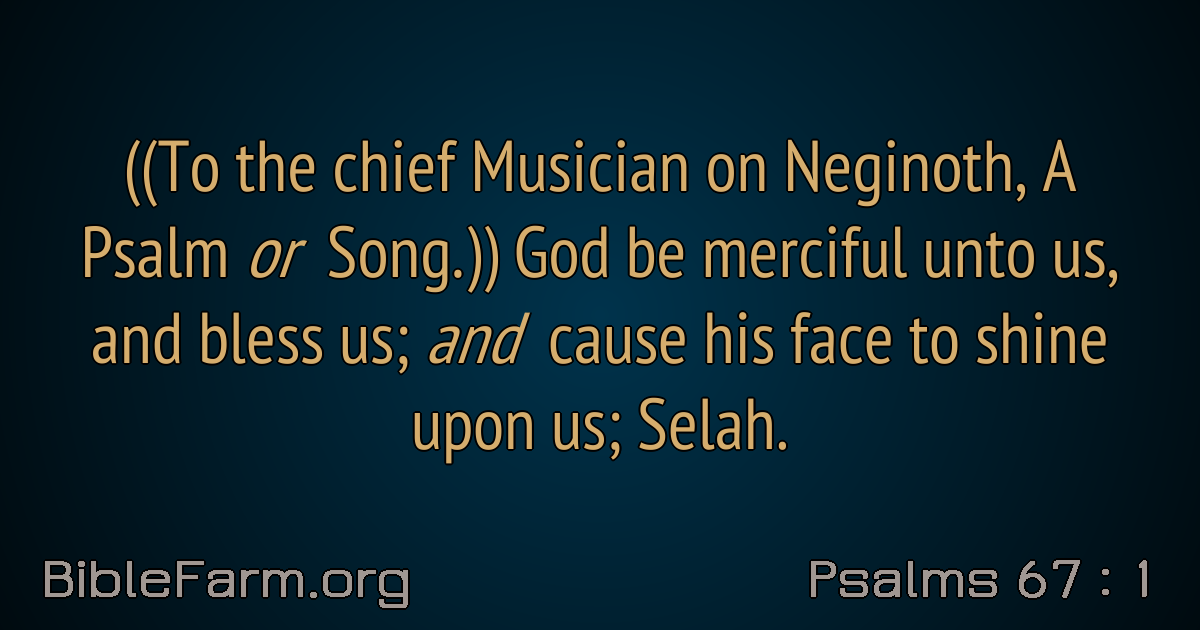 ((To the chief Musician on Neginoth, A
Psalm or Song.)) God be merciful unto us,
and bless us; and cause his face to shine
upon us; Selah.
BibleFarm.org
Psalms 67 : 1